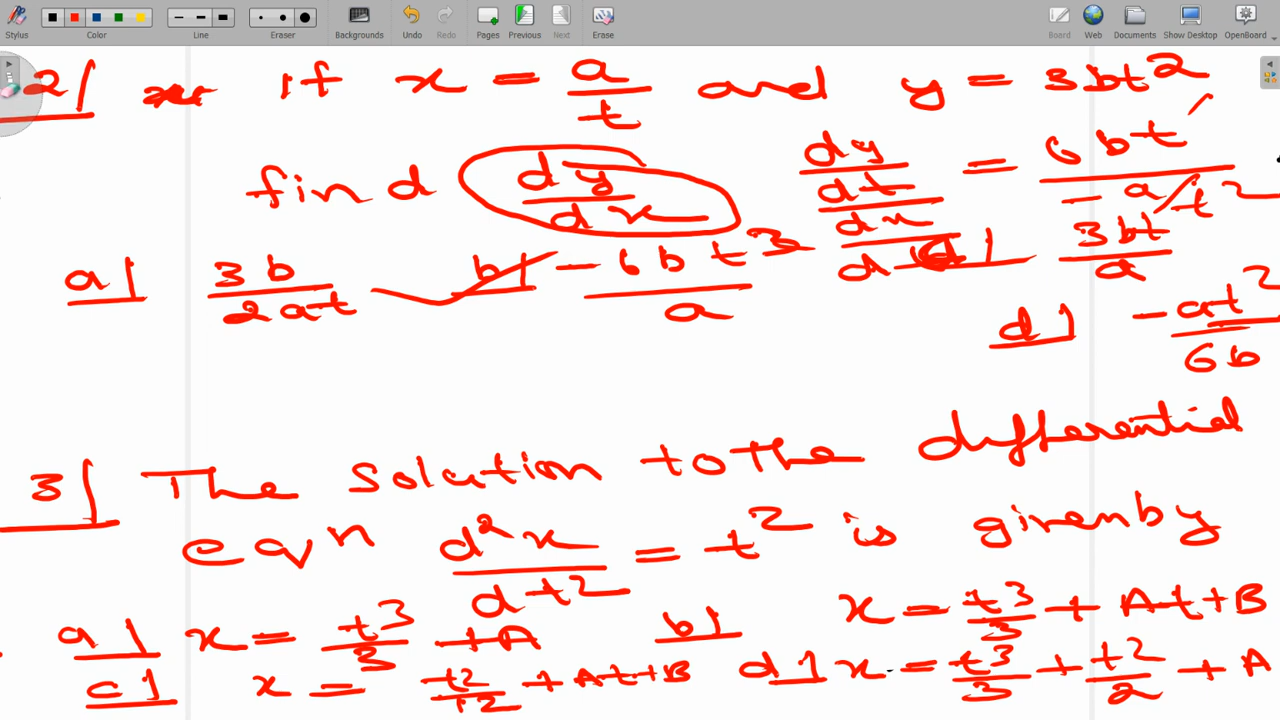 Stylus Color Line Eraser Backgrounds Undo Redo Pages Previous Next Erase Board Web Documents Show Desktop OpenBoard
2/ If x = a/t and y = 3bt²
find dy/dx dy/dt / dx/dt = 6bt / -a/t²
a/ 3b/2at b/ -6bt³/a c/ 3bt/a
d/ -at²/6b
3/ The solution to the differential
eqn d²x/dt² = t² is given by
a/ x = t³/3 + A b/ x = t³/3 + At + B
c/ x = t²/12 + At + B d/ x = t³/3 + t²/2 + A